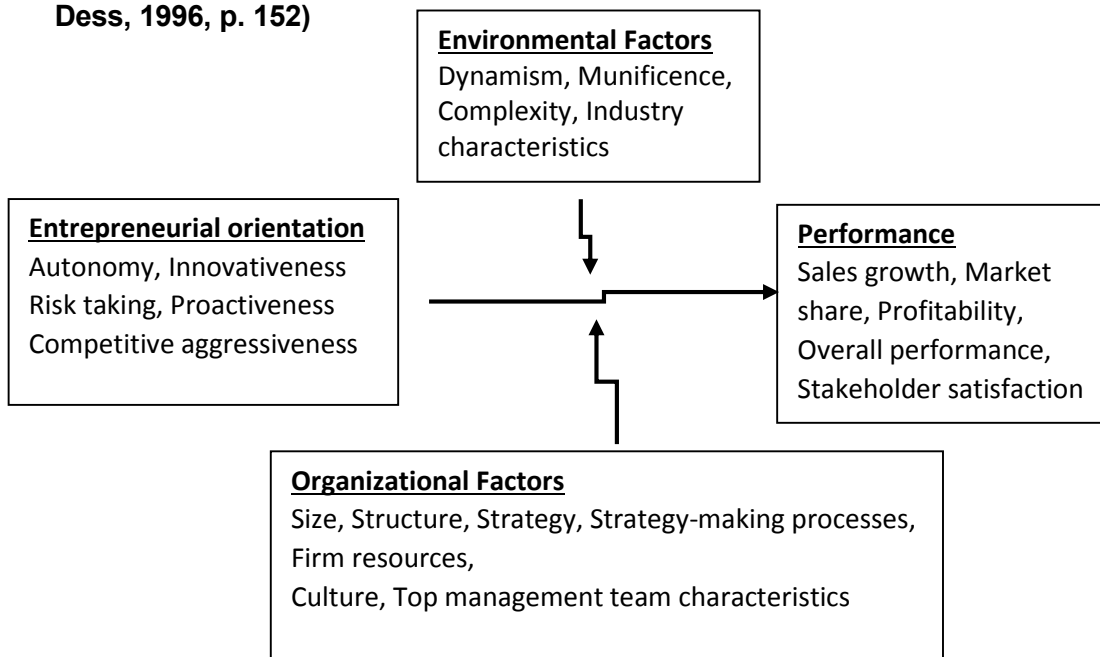 Dess, 1996, p. 152)
Environmental Factors
Dynamism, Munificence,
Complexity, Industry
characteristics
Entrepreneurial orientation
Autonomy, Innovativeness
Risk taking, Proactiveness
Competitive aggressiveness
Performance
Sales growth, Market
share, Profitability,
Overall performance,
Stakeholder satisfaction
Organizational Factors
Size, Structure, Strategy, Strategy-making processes,
Firm resources,
Culture, Top management team characteristics